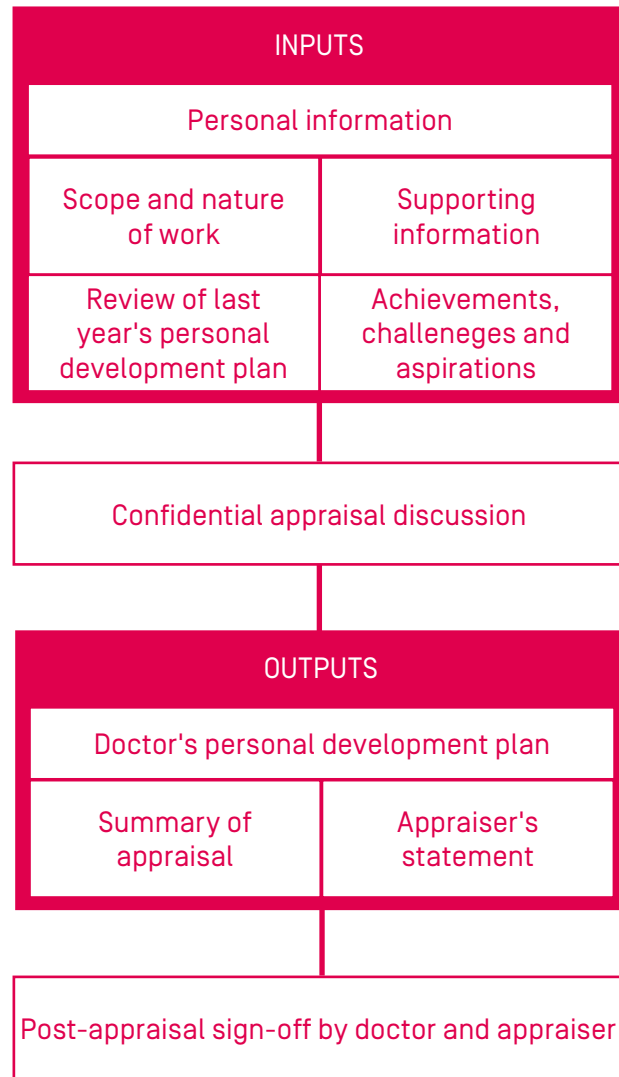 INPUTS
Personal information
Scope and nature
of work
Supporting
information
Review of last
year's personal
development plan
Achievements,
challeneges and
aspirations
Confidential appraisal discussion
OUTPUTS
Doctor's personal development plan
Summary of
appraisal
Appraiser's
statement
Post-appraisal sign-off by doctor and appraiser